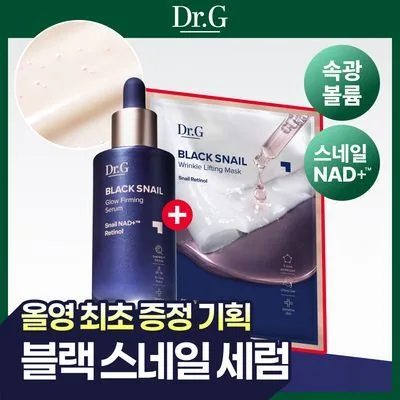 Dr.G
속광
볼륨
스네일
NAD+™
Dr.G
BLACK SNAIL
Wrinkle Lifting Mask
Snail Retinol
Dr.G
BLACK SNAIL
Glow Firming
Serum
Snail NAD+™
Retinol
+
올영 최초 증정 기획
블랙 스네일 세럼